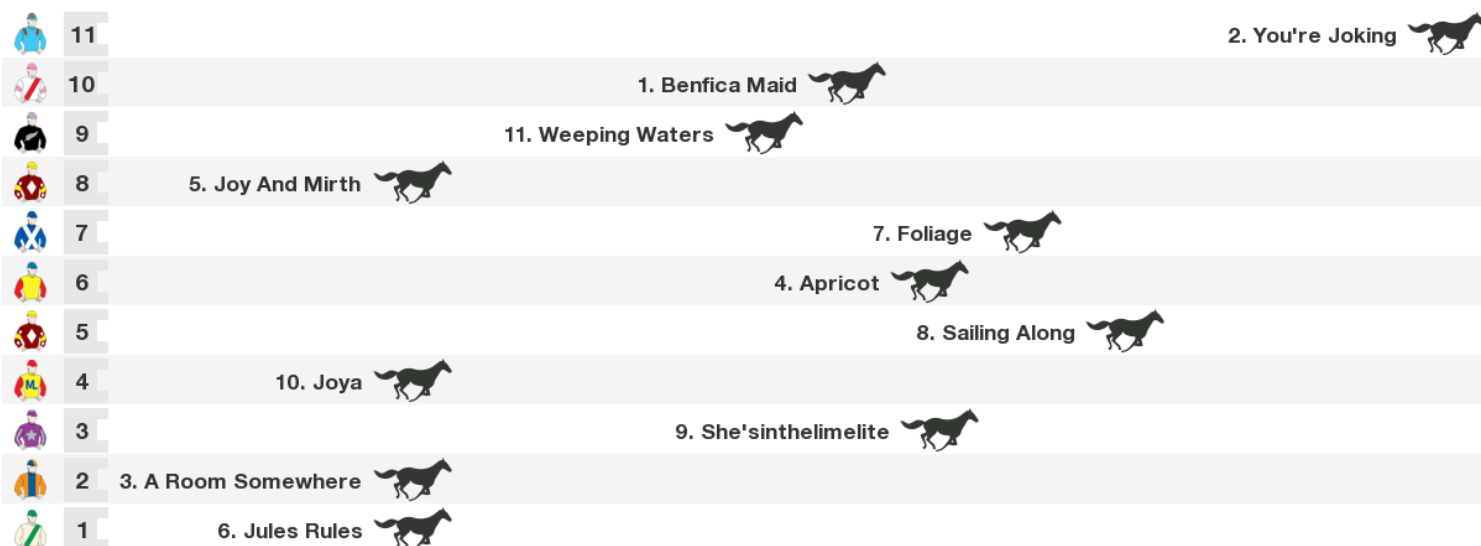 11 2. You're Joking
10 1. Benfica Maid
9 11. Weeping Waters
8 5. Joy And Mirth
7 7. Foliage
6 4. Apricot
5 8. Sailing Along
ML 4 10. Joya
3 9. She'sinthelimelite
2 3. A Room Somewhere
1 6. Jules Rules